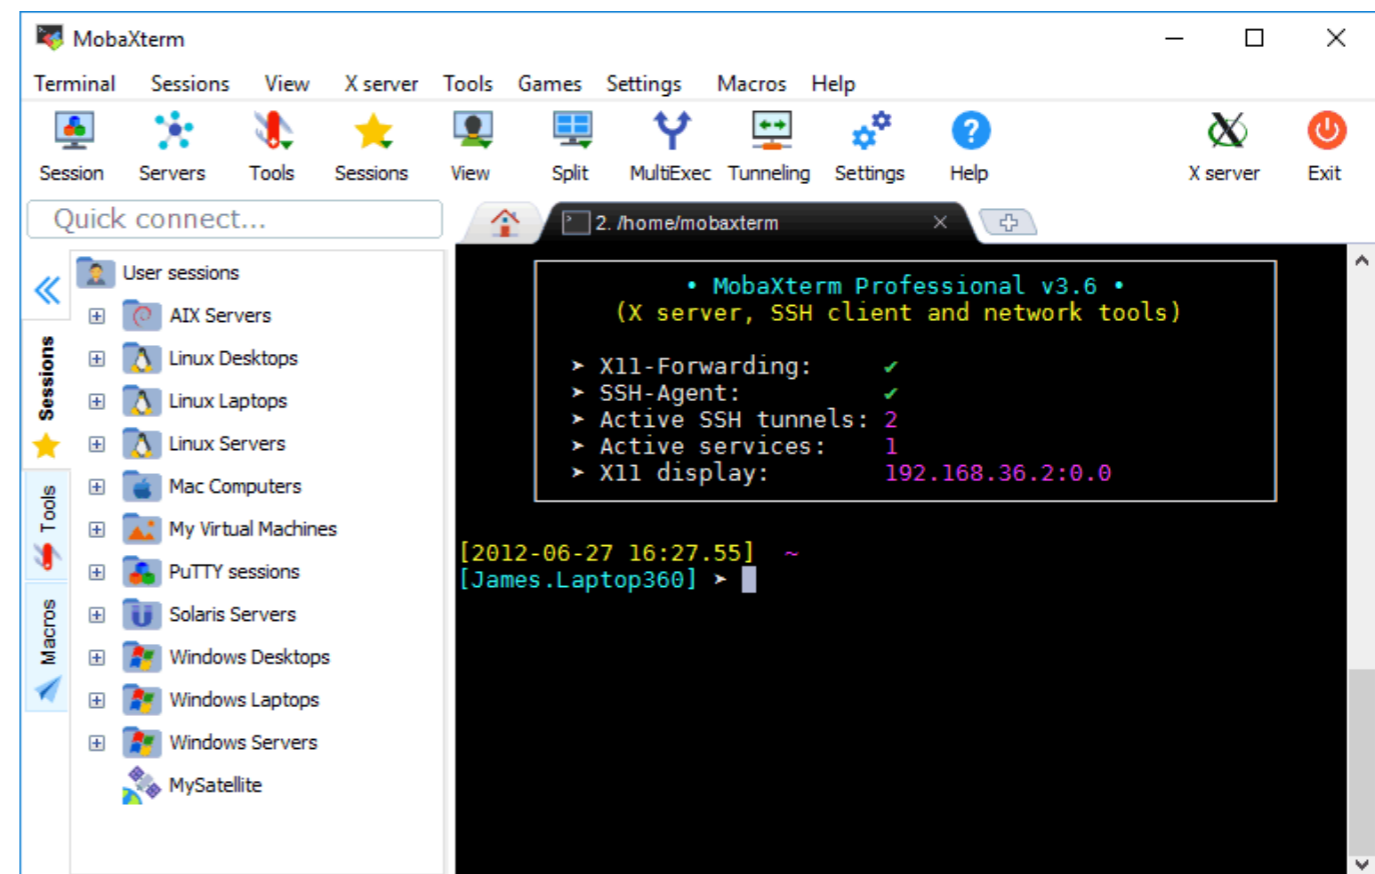 MobaXterm
Terminal Sessions View X server Tools Games Settings Macros Help
Session Servers Tools Sessions View Split MultiExec Tunneling Settings Help X server Exit
Quick connect...
2. /home/mobaxterm
Sessions
Tools
Macros
User sessions
AIX Servers
Linux Desktops
Linux Laptops
Linux Servers
Mac Computers
My Virtual Machines
PuTTY sessions
Solaris Servers
Windows Desktops
Windows Laptops
Windows Servers
MySatellite
• MobaXterm Professional v3.6 •
(X server, SSH client and network tools)
➤ X11-Forwarding: ✔
➤ SSH-Agent: ✔
➤ Active SSH tunnels: 2
➤ Active services: 1
➤ X11 display: 192.168.36.2:0.0
[2012-06-27 16:27.55] ~
[James.Laptop360] ➤